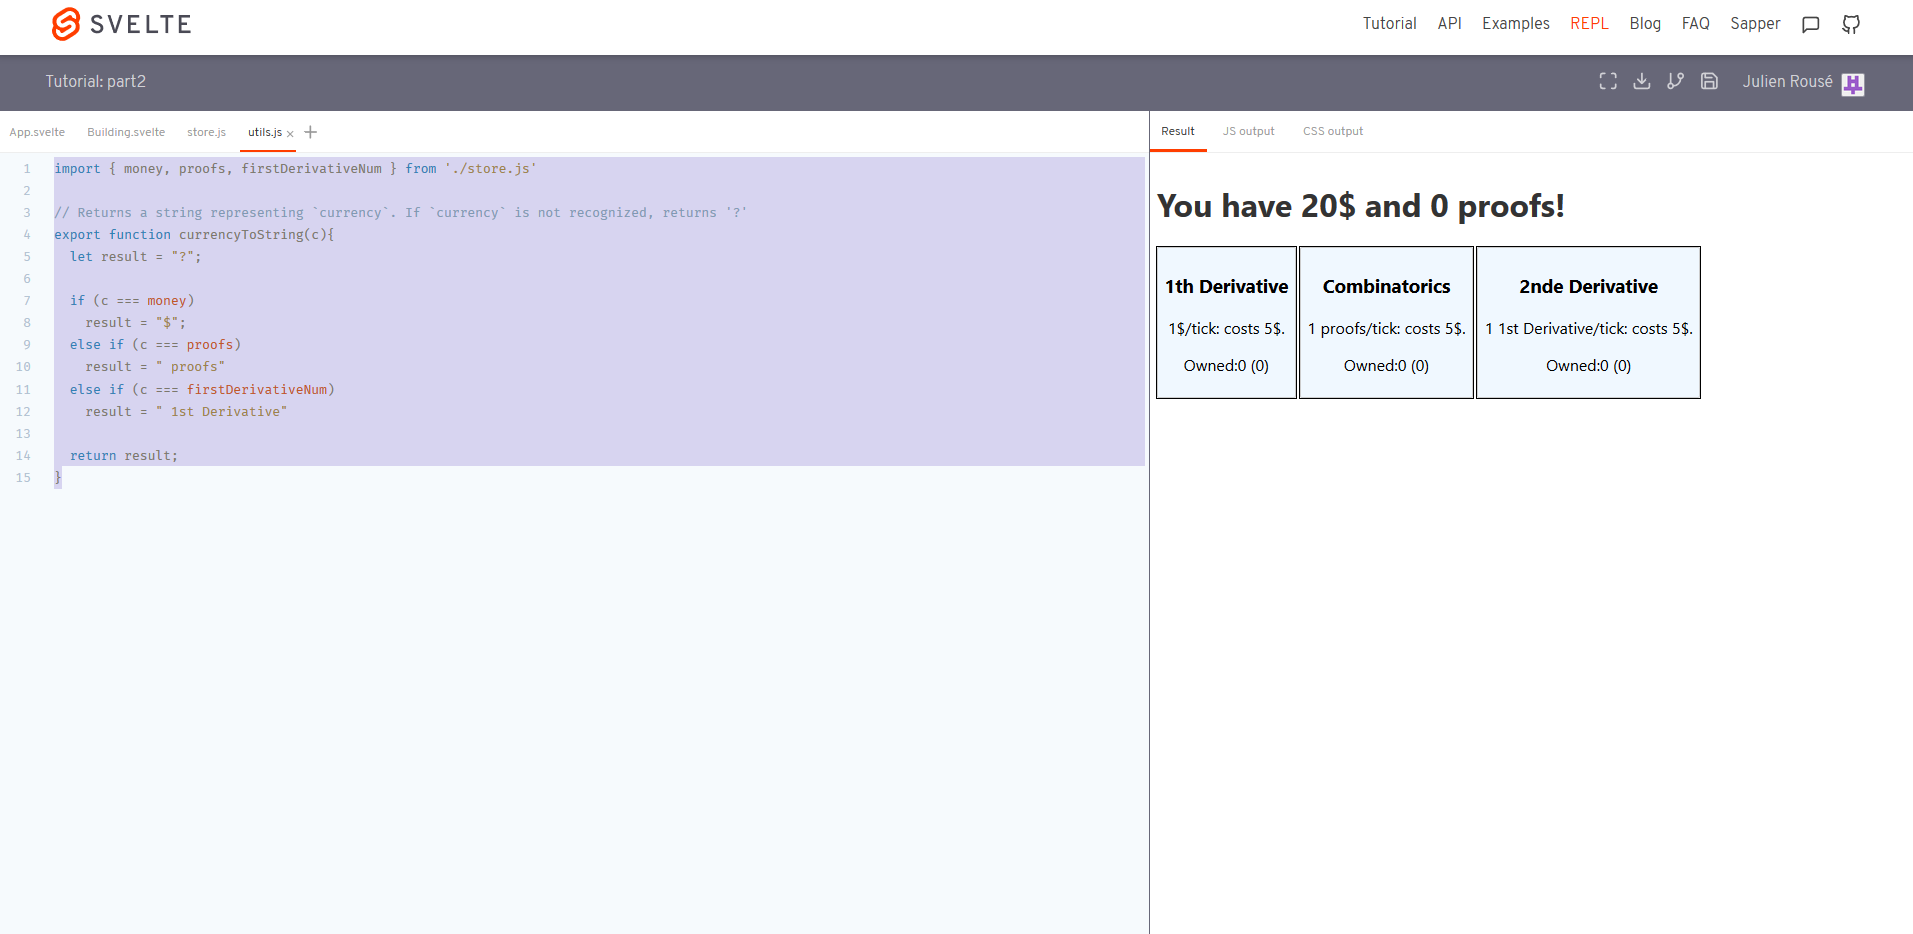 SVELTE
Tutorial API Examples REPL Blog FAQ Sapper
Tutorial: part2
Julien Rousé
App.svelte Building.svelte store.js utils.js
Result JS output CSS output
1 import { money, proofs, firstDerivativeNum } from './store.js'
2
3 // Returns a string representing `currency`. If `currency` is not recognized, returns '?'
4 export function currencyToString(c){
5 let result = "?";
6
7 if (c === money)
8 result = "$";
9 else if (c === proofs)
10 result = " proofs"
11 else if (c === firstDerivativeNum)
12 result = " 1st Derivative"
13
14 return result;
15 }
You have 20$ and 0 proofs!
1th Derivative
1$/tick: costs 5$.
Owned:0 (0)
Combinatorics
1 proofs/tick: costs 5$.
Owned:0 (0)
2nde Derivative
1 1st Derivative/tick: costs 5$.
Owned:0 (0)